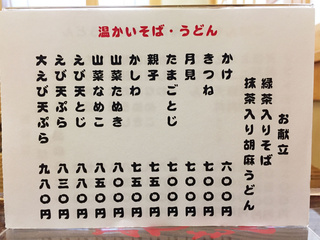 温かいそば・うどん
お献立
緑茶入りそば
抹茶入り胡麻うどん
かけ 六〇〇円
きつね 七〇〇円
月見 七〇〇円
たまごとじ 七〇〇円
親子 七五〇円
かしわ 七五〇円
山菜たぬき 八〇〇円
山菜なめこ 八五〇円
えび天とじ 八五〇円
えび天ぷら 八三〇円
大えび天ぷら 九八〇円